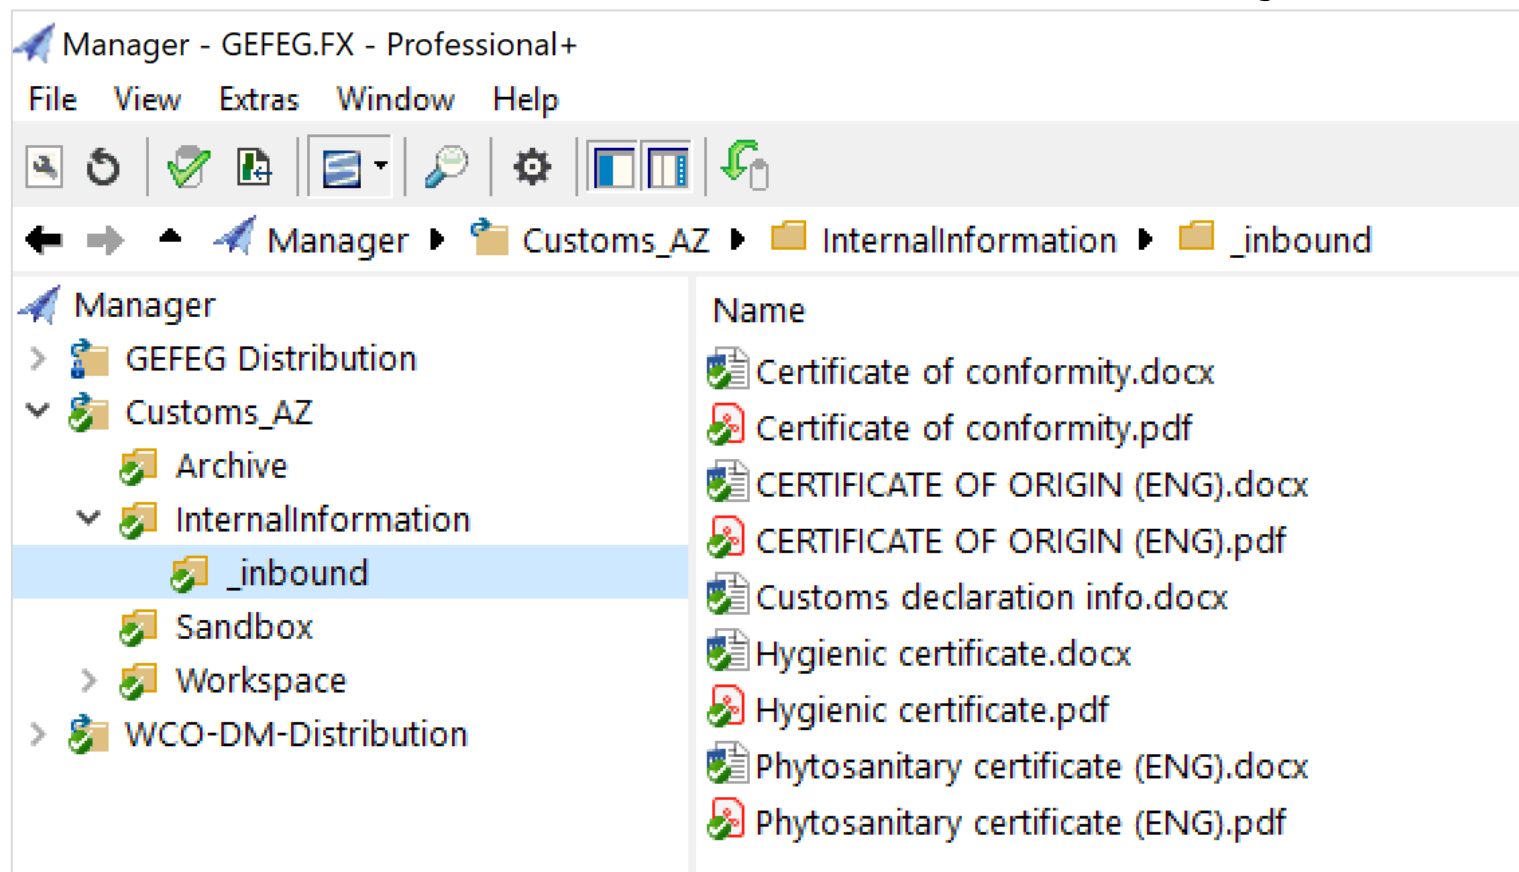 Manager - GEFEG.FX - Professional+
File View Extras Window Help
Manager Customs_AZ InternalInformation _inbound
Manager
GEFEG Distribution
Customs_AZ
Archive
InternalInformation
_inbound
Sandbox
Workspace
WCO-DM-Distribution
Name
Certificate of conformity.docx
Certificate of conformity.pdf
CERTIFICATE OF ORIGIN (ENG).docx
CERTIFICATE OF ORIGIN (ENG).pdf
Customs declaration info.docx
Hygienic certificate.docx
Hygienic certificate.pdf
Phytosanitary certificate (ENG).docx
Phytosanitary certificate (ENG).pdf